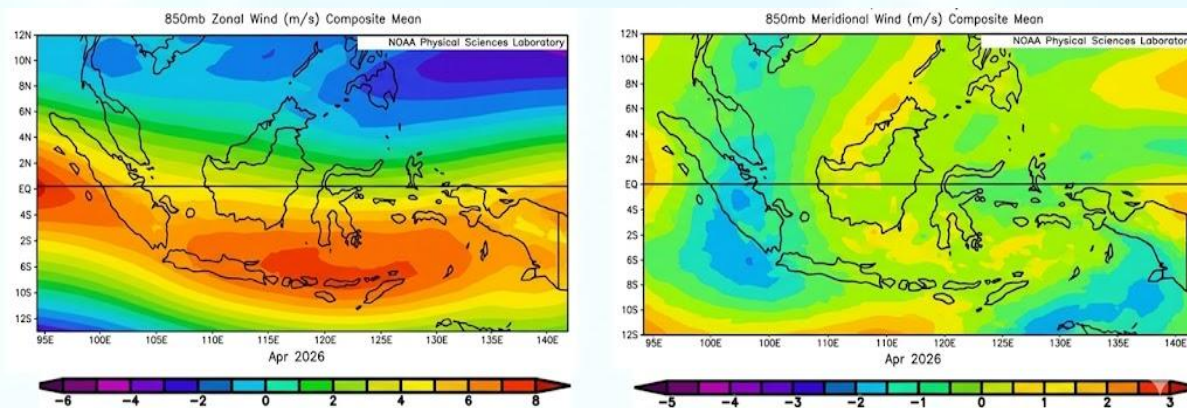 850mb Zonal Wind (m/s) Composite Mean
NOAA Physical Sciences Laboratory
12N
10N
8N
6N
4N
2N
EQ
4S
2S
6S
10S
12S
95E 100E 105E 110E 115E 120E 125E 130E 135E 140E
Apr 2026
-6 -4 -2 0 2 4 6 8
850mb Meridional Wind (m/s) Composite Mean
NOAA Physical Sciences Laborator
12N
10N
8N
6N
4N
2N
EQ
4S
2S
6S
8S
10S
12S
95E 100E 105E 110E 110E 120E 125E 130E 130E 140E
Apr 2026
-5 -4 -3 -2 -1 0 1 2 3